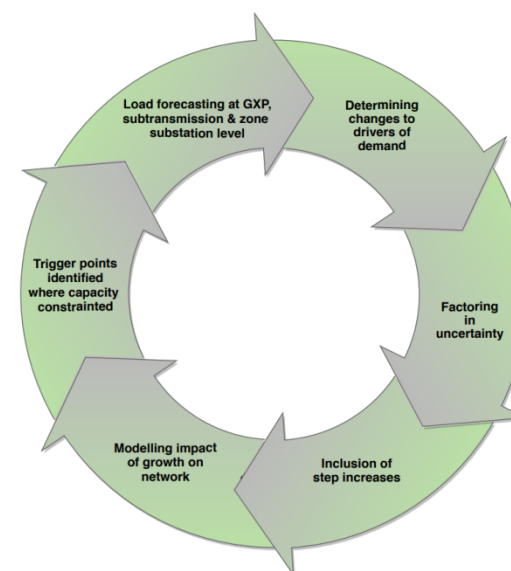 Load forecasting at GXP,
subtransmission & zone
substation level
Determining
changes to
drivers of
demand
Factoring
in
uncertainty
Inclusion of
step increases
Modelling impact
of growth on
network
Trigger points
identified
where capacity
constrainted